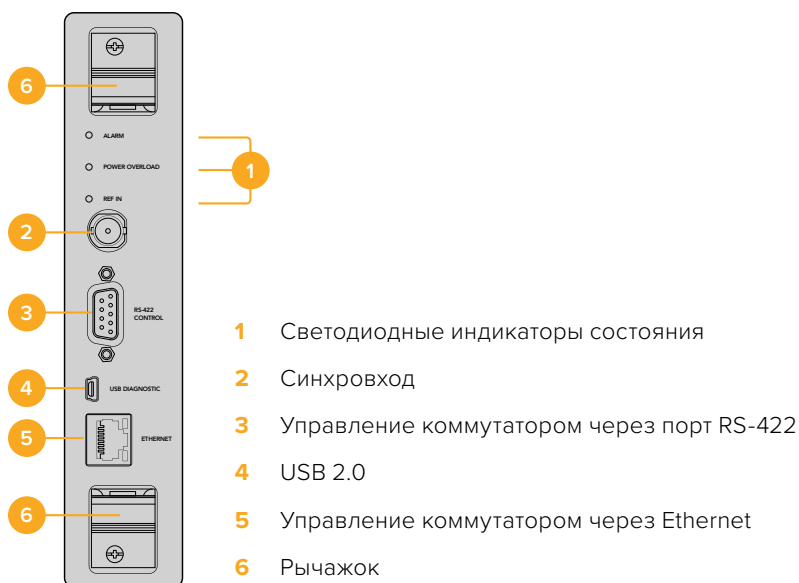 6
ALARM
POWER OVERLOAD
1
REF IN
2
3
RS-422
CONTROL
4
USB DIAGNOSTIC
5
ETHERNET
6
1 Светодиодные индикаторы состояния
2 Синхровход
3 Управление коммутатором через порт RS-422
4 USB 2.0
5 Управление коммутатором через Ethernet
6 Рычажок